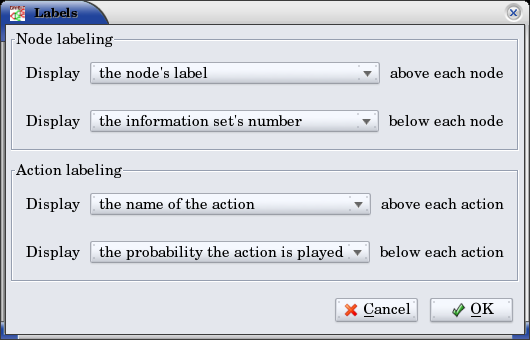 Labels
Node labeling
Display the node's label above each node
Display the information set's number below each node
Action labeling
Display the name of the action above each action
Display the probability the action is played below each action
Cancel OK